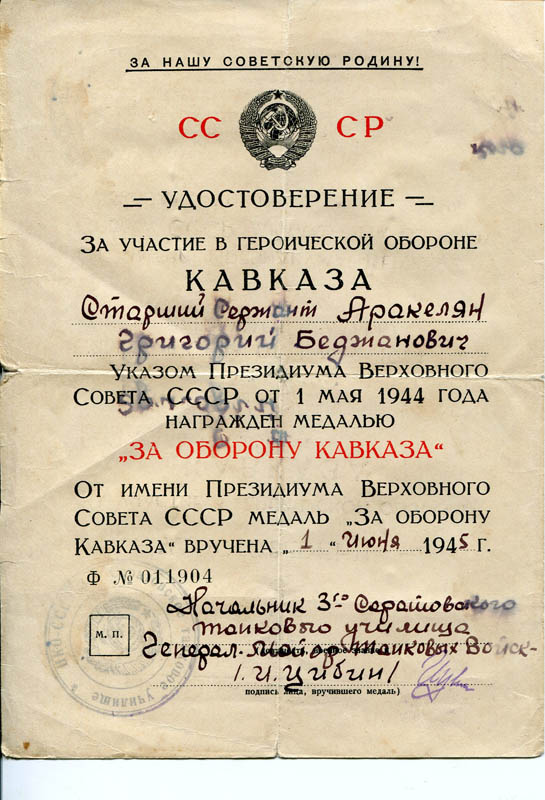 ЗА НАШУ СОВЕТСКУЮ РОДИНУ!
СС СР
УДОСТОВЕРЕНИЕ
ЗА УЧАСТИЕ В ГЕРОИЧЕСКОЙ ОБОРОНЕ
КАВКАЗА
Старший Сержант Аракелян
Григорий Беджанович
УКАЗОМ ПРЕЗИДИУМА ВЕРХОВНОГО
СОВЕТА СССР ОТ 1 МАЯ 1944 ГОДА
НАГРАЖДЕН МЕДАЛЬЮ
„ЗА ОБОРОНУ КАВКАЗА“
ОТ ИМЕНИ ПРЕЗИДИУМА ВЕРХОВНОГО
СОВЕТА СССР МЕДАЛЬ „ЗА ОБОРОНУ
КАВКАЗА“ ВРУЧЕНА „1“ Июня 1945 г.
Ф № 011904
Начальник 3го Саратовского
танкового училища
М. П.
Генерал-Майор Танковых Войск-
/.И.Цибин/
подпись лица, вручившего медаль)